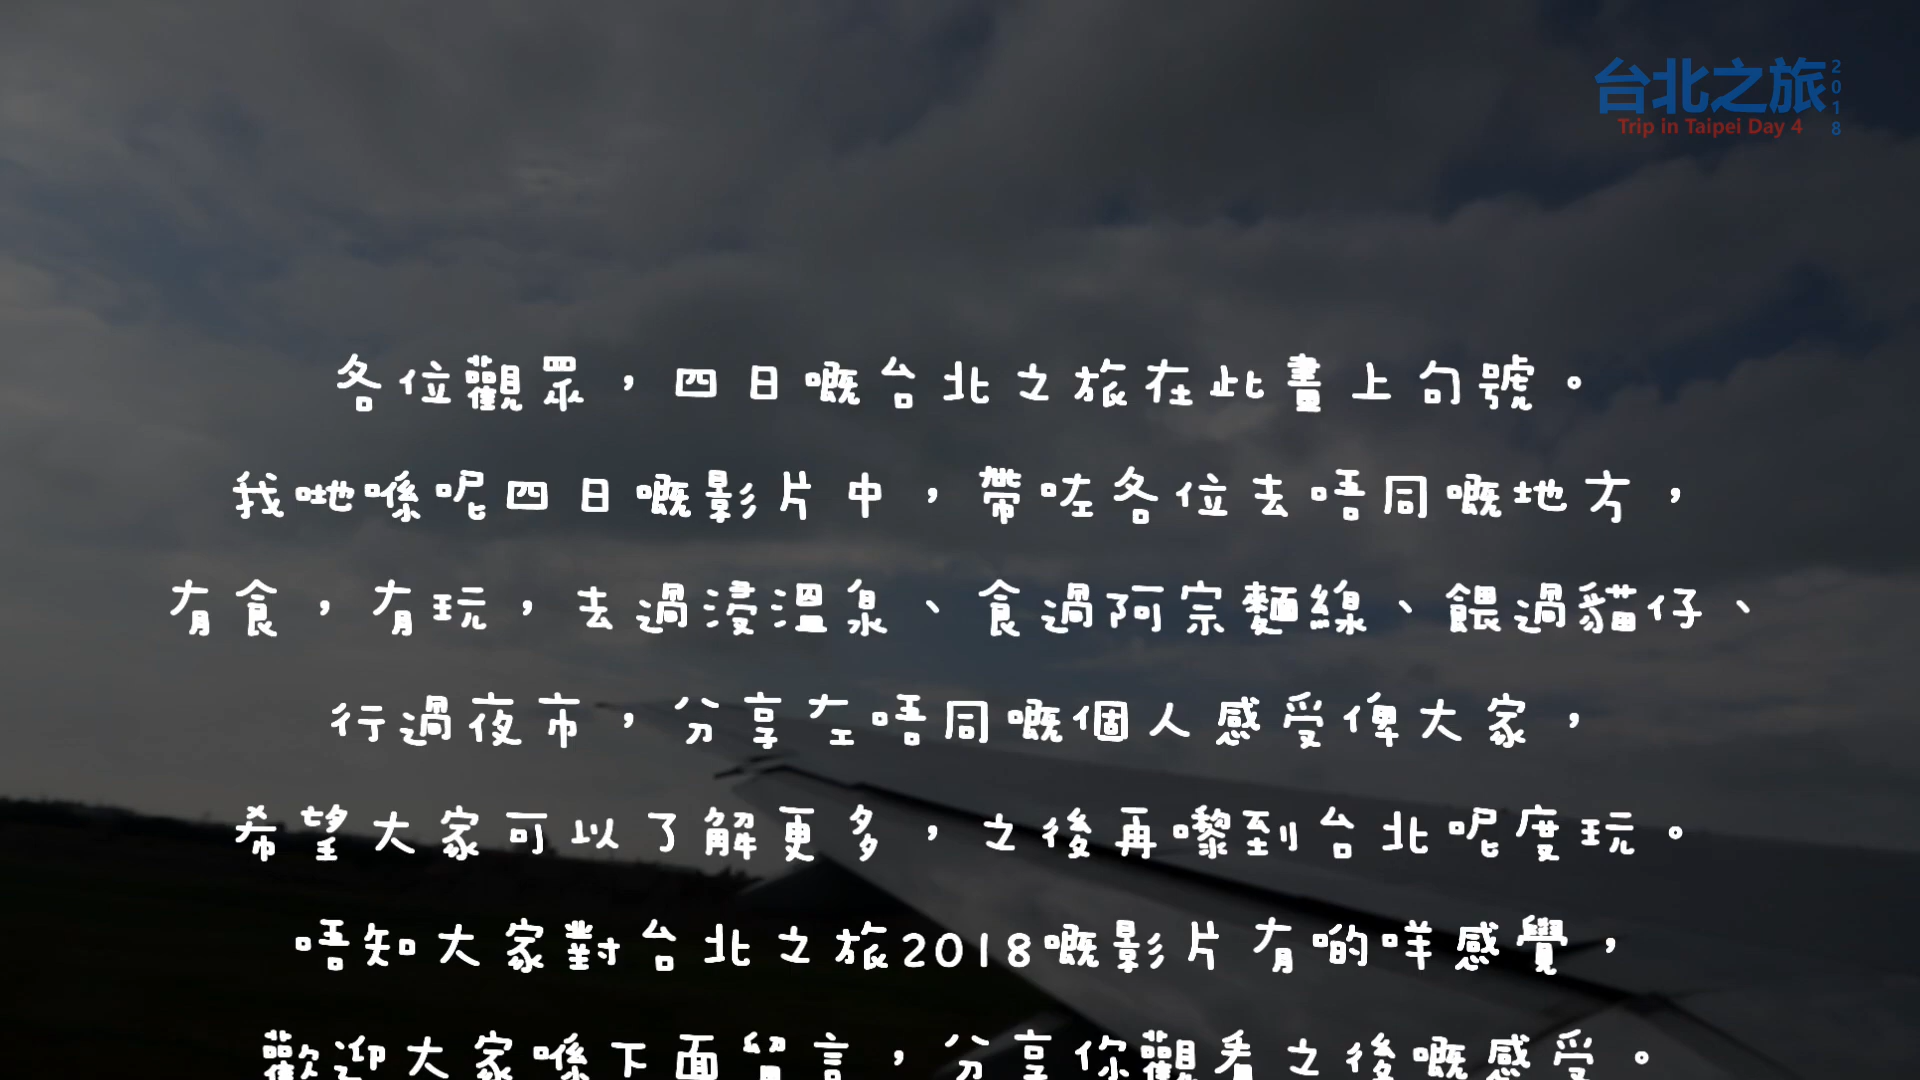 台北之旅
2018
Trip in Taipei Day 4
各位觀眾，四日嘅台北之旅在此畫上句號。
我哋喺呢四日嘅影片中，帶咗各位去唔同嘅地方，
有食，有玩，去過浸溫泉、食過阿宗麵線、餵過貓仔、
行過夜市，分享左唔同嘅個人感受俾大家，
希望大家可以了解更多，之後再嚟到台北呢度玩。
唔知大家對台北之旅2018嘅影片有啲咩感覺，
歡迎大家喺下面留言，分享你觀看之後嘅感受。